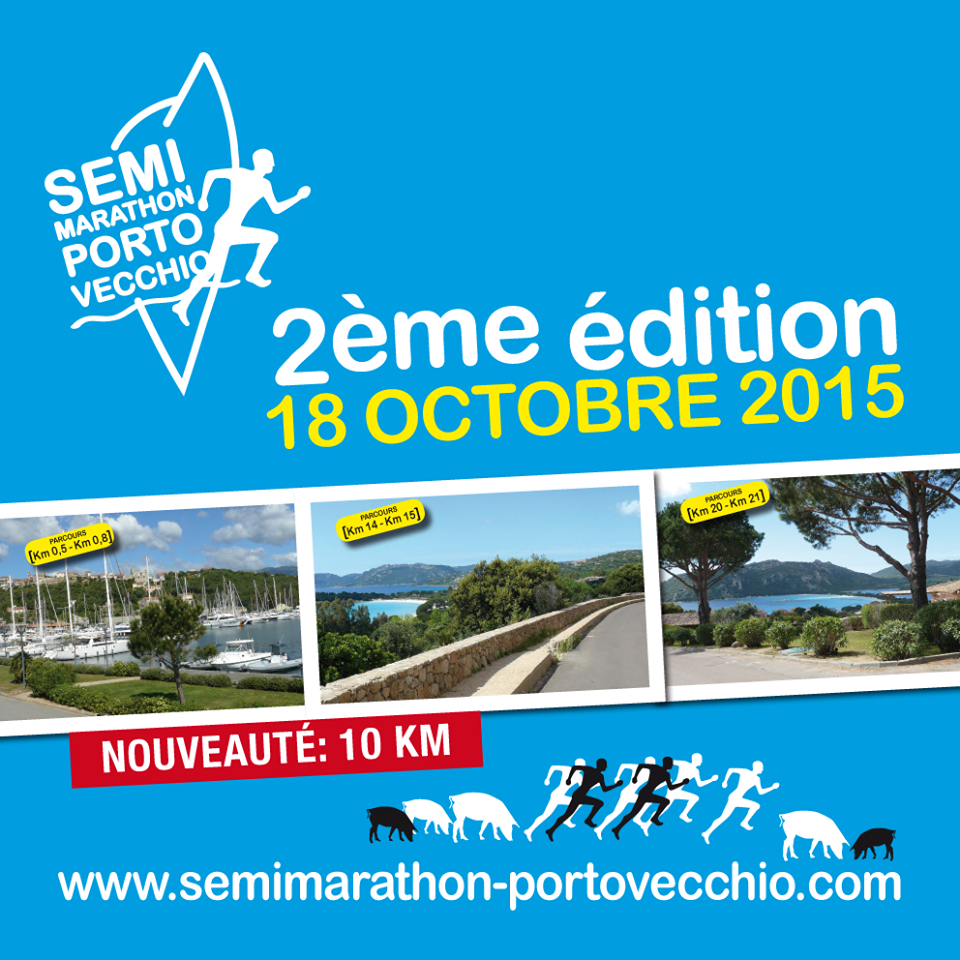 SEMI
MARATHON
PORTO
VECCHIO
2ème édition
18 OCTOBRE 2015
PARCOURS
[Km 0,5 - Km 0,8]
PARCOURS
[Km 14 - Km 15]
PARCOURS
[Km 20 - Km 21]
NOUVEAUTÉ: 10 KM
www.semimarathon-portovecchio.com